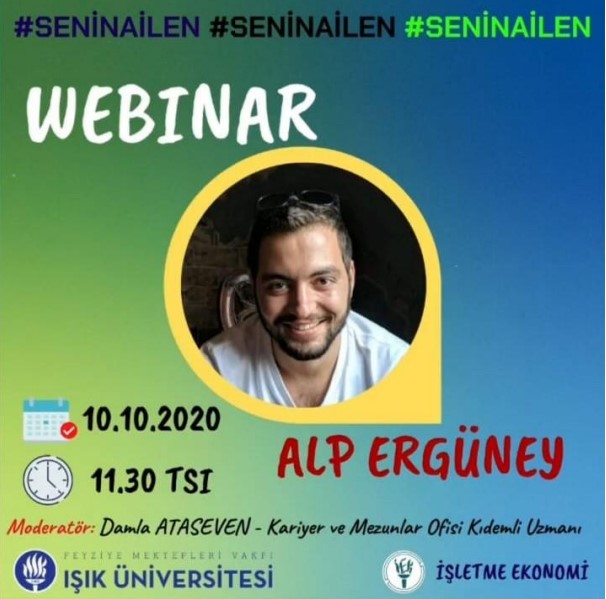 #SENİNAİLEN #SENİNAİLEN #SENİNAİLEN
WEBINAR
10.10.2020
ALP ERGÜNEY
11.30 TSI
Moderatör: Damla ATASEVEN - Kariyer ve Mezunlar Ofisi Kıdemli Uzmanı
FEYZİYE MEKTEPLERİ VAKFI
IŞIK ÜNİVERSİTESİ
İŞLETME EKONOMİ